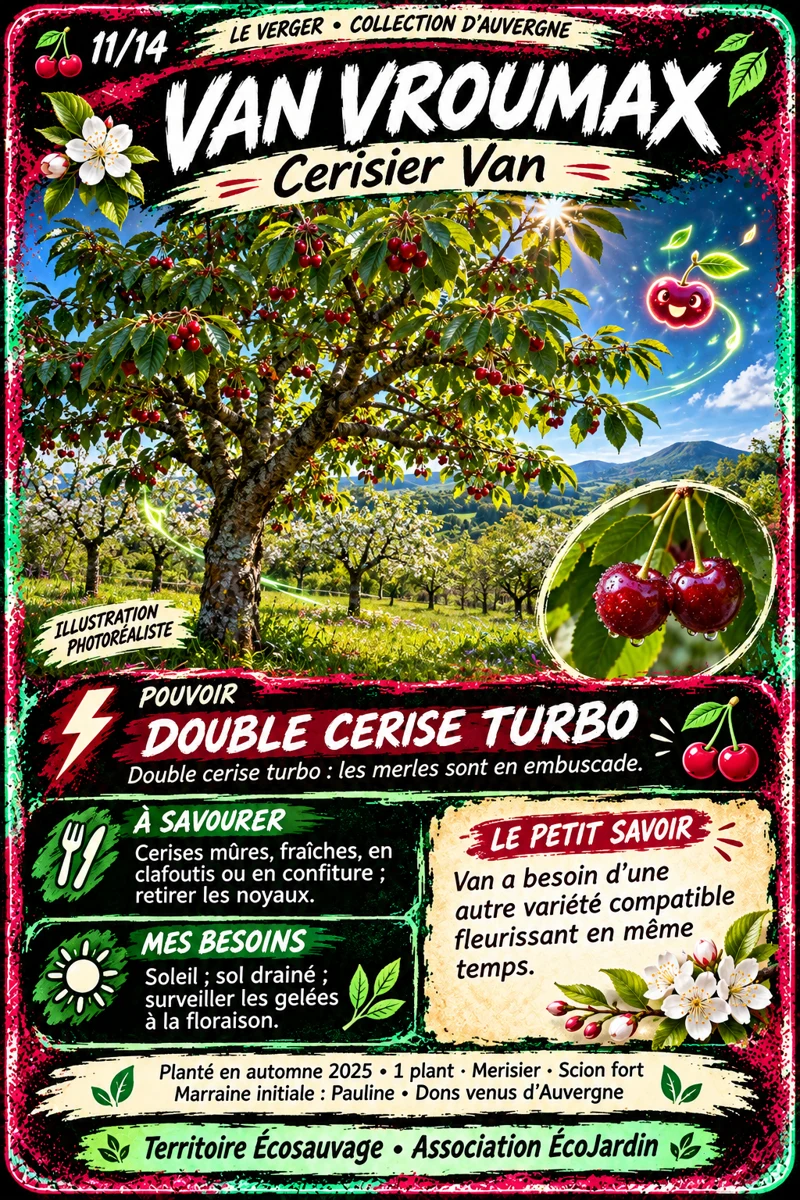 11/14
LE VERGER • COLLECTION D'AUVERGNE
VAN VROUMAX
Cerisier Van
ILLUSTRATION
PHOTORÉALISTE
POUVOIR
DOUBLE CERISE TURBO
Double cerise turbo : les merles sont en embuscade.
À SAVOURER
Cerises mûres, fraîches, en
clafoutis ou en confiture ;
retirer les noyaux.
MES BESOINS
Soleil ; sol drainé ;
surveiller les gelées
à la floraison.
LE PETIT SAVOIR
Van a besoin d'une
autre variété compatible
fleurissant en même
temps.
Planté en automne 2025 • 1 plant · Merisier · Scion fort
Marraine initiale : Pauline • Dons venus d'Auvergne
Territoire Écosauvage • Association ÉcoJardin